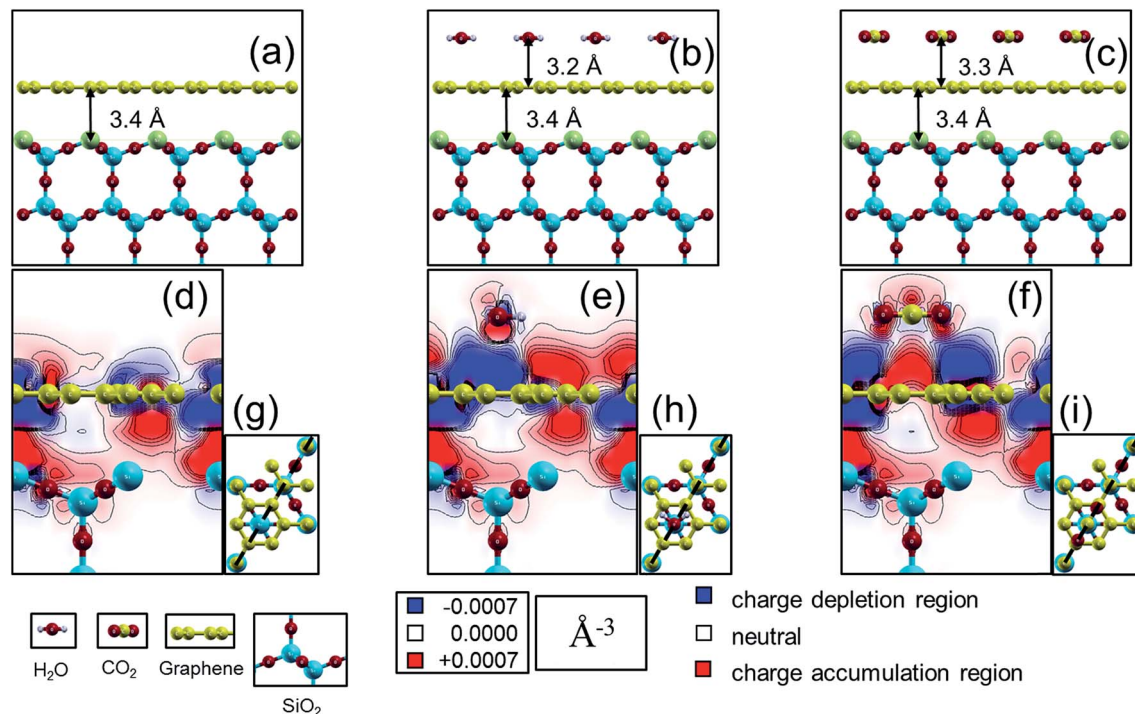 (a)
3.4 Å
(b)
3.2 Å
3.4 Å
(c)
3.3 Å
3.4 Å
(d)
(e)
(f)
(g)
(h)
(i)
H₂O
CO₂
Graphene
SiO₂
-0.0007
0.0000
+0.0007
Å⁻³
charge depletion region
neutral
charge accumulation region